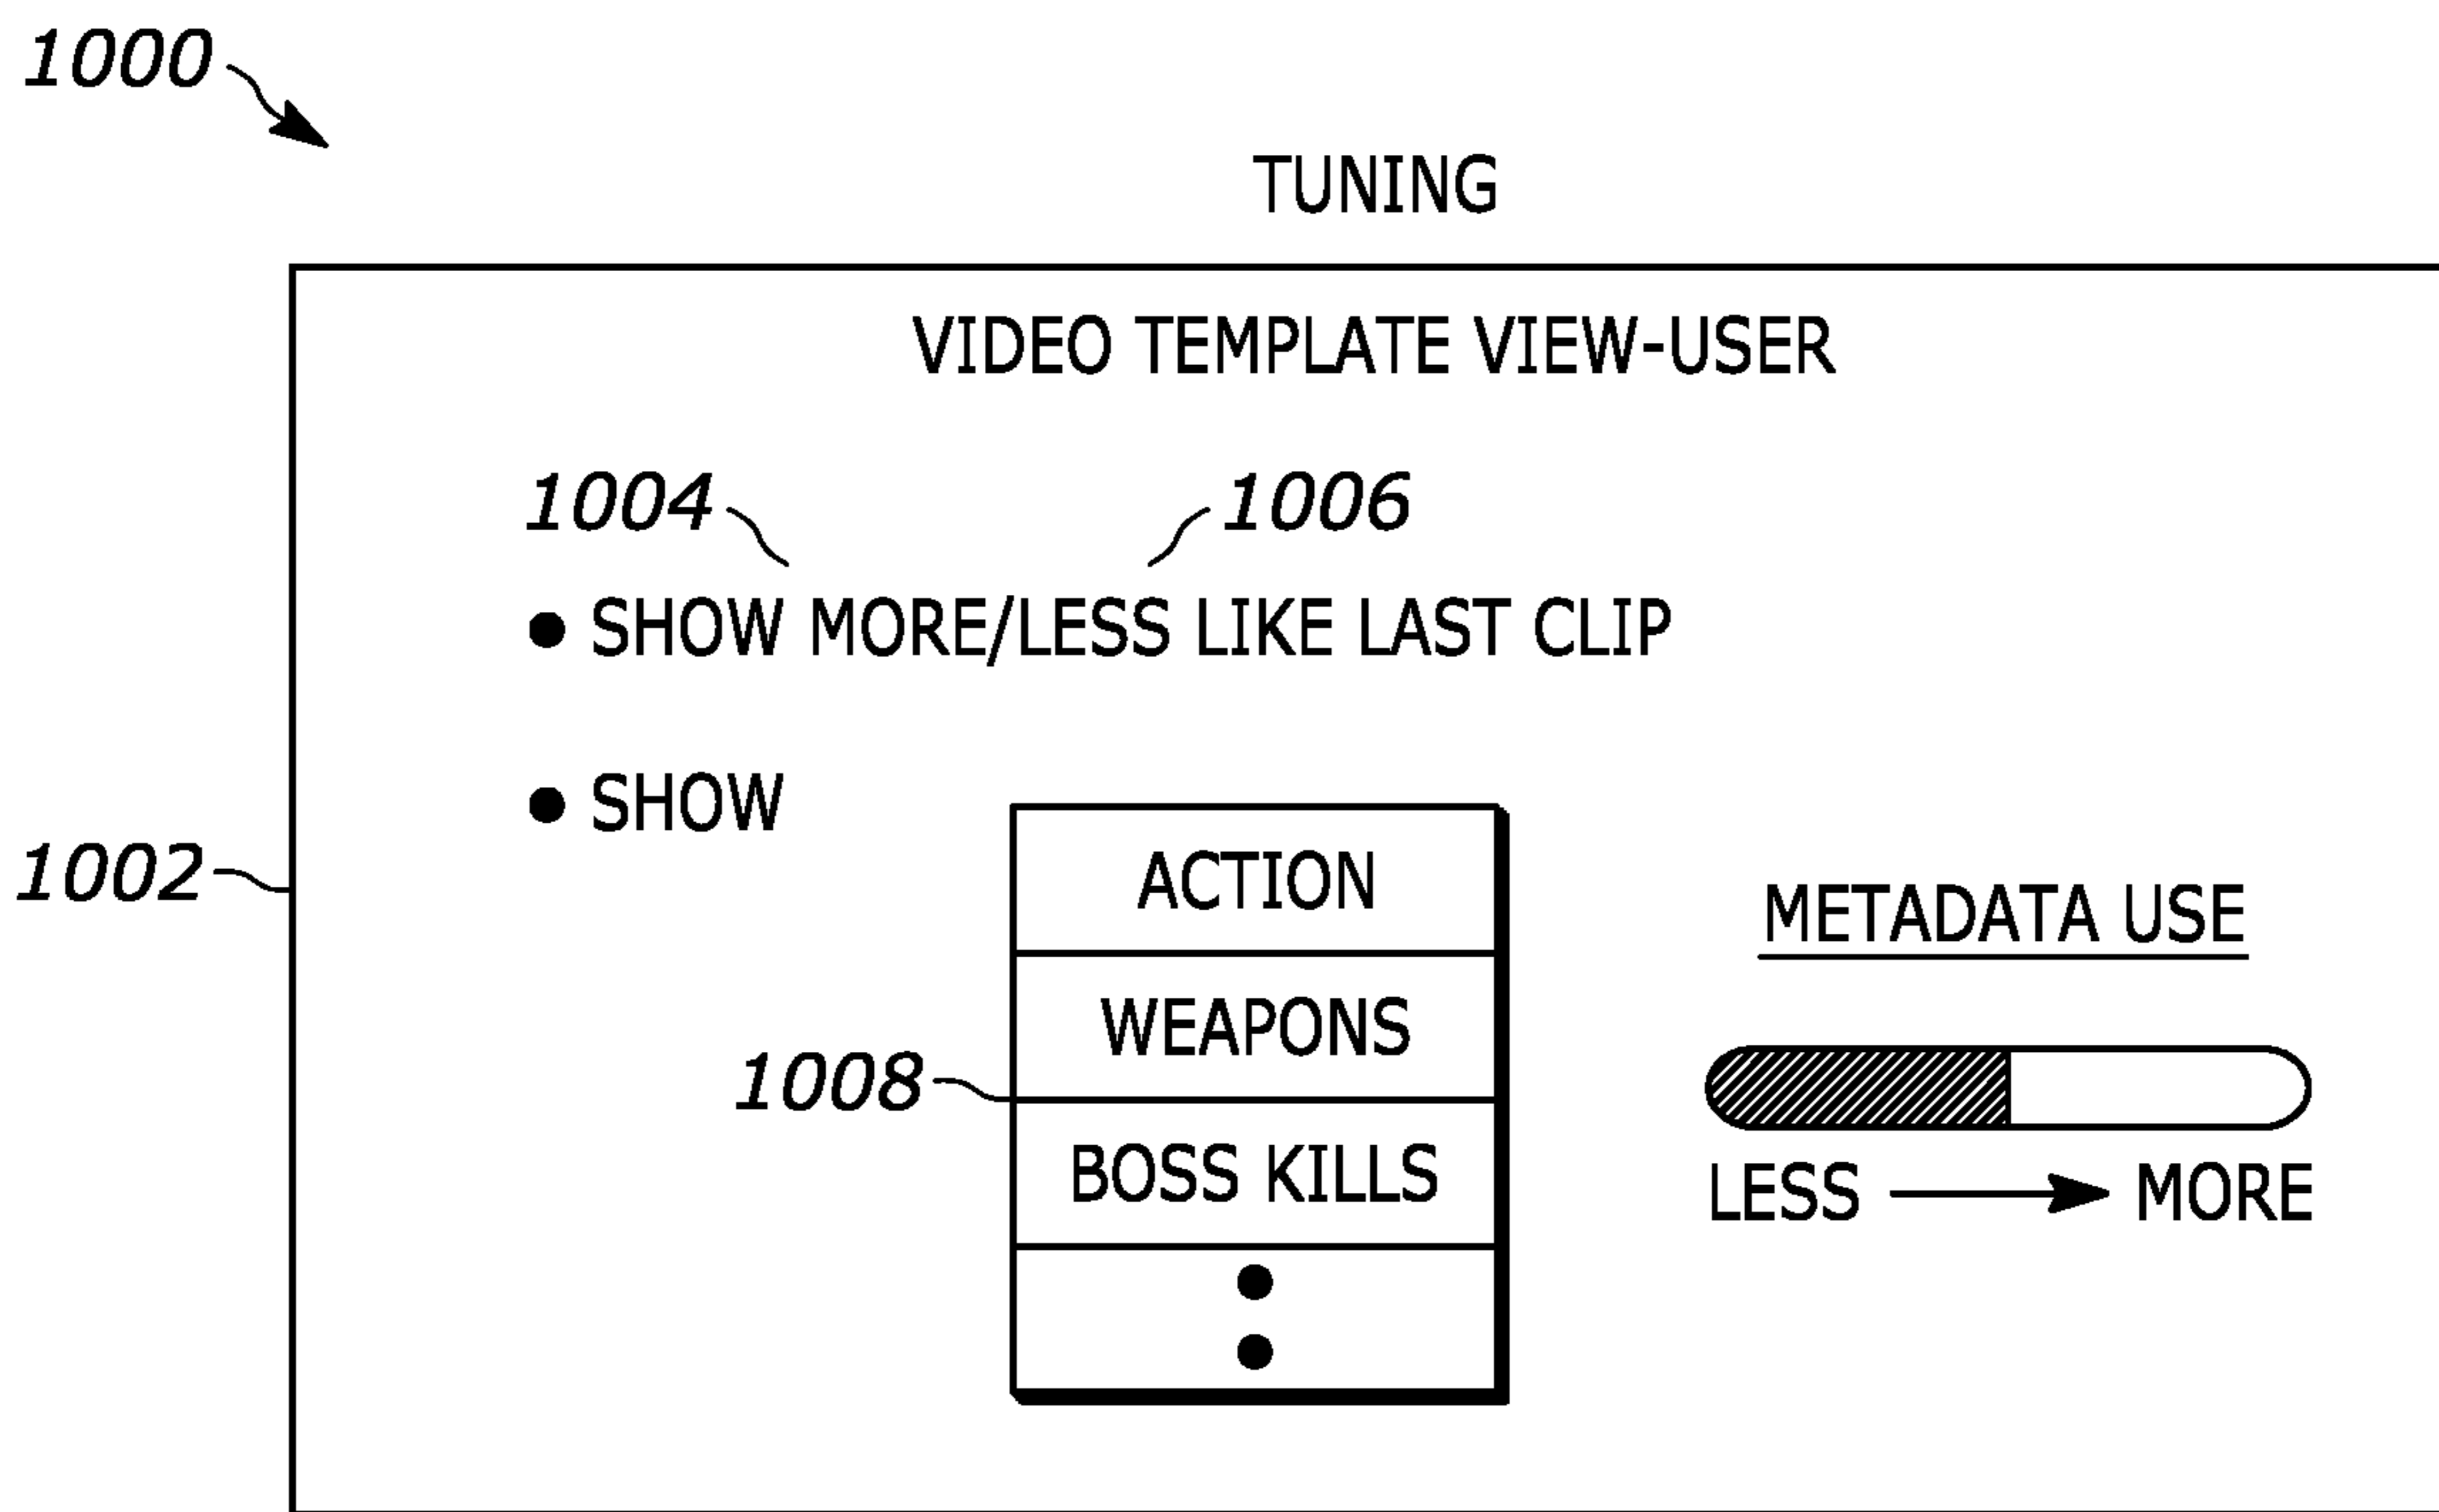 1000
TUNING
VIDEO TEMPLATE VIEW-USER
1004 1006
● SHOW MORE/LESS LIKE LAST CLIP
● SHOW
1002
ACTION
WEAPONS
1008
BOSS KILLS
METADATA USE
LESS MORE